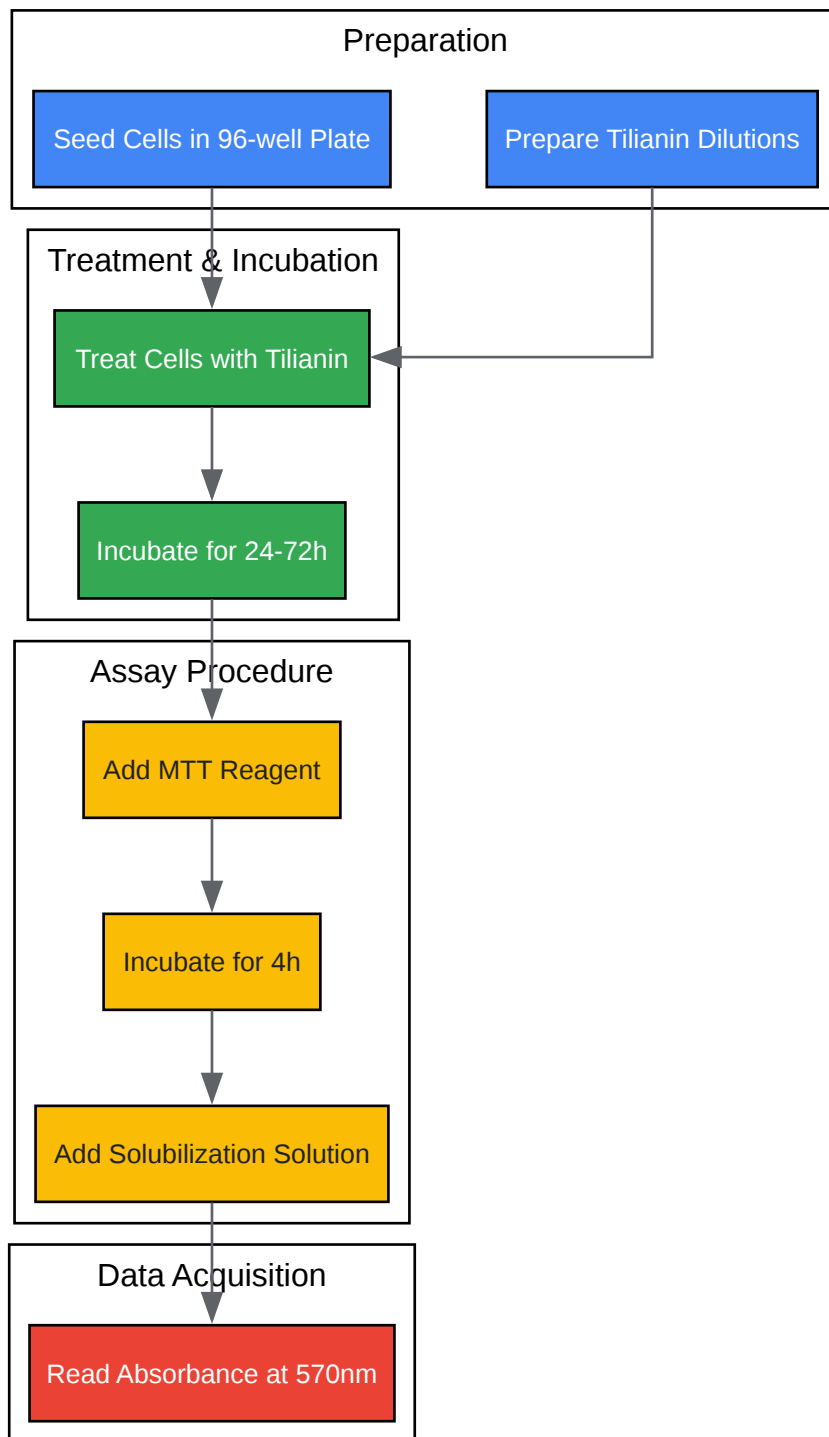 Preparation
Seed Cells in 96-well Plate
Prepare Tilianin Dilutions
Treatment & Incubation
Treat Cells with Tilianin
Incubate for 24-72h
Assay Procedure
Add MTT Reagent
Incubate for 4h
Add Solubilization Solution
Data Acquisition
Read Absorbance at 570nm